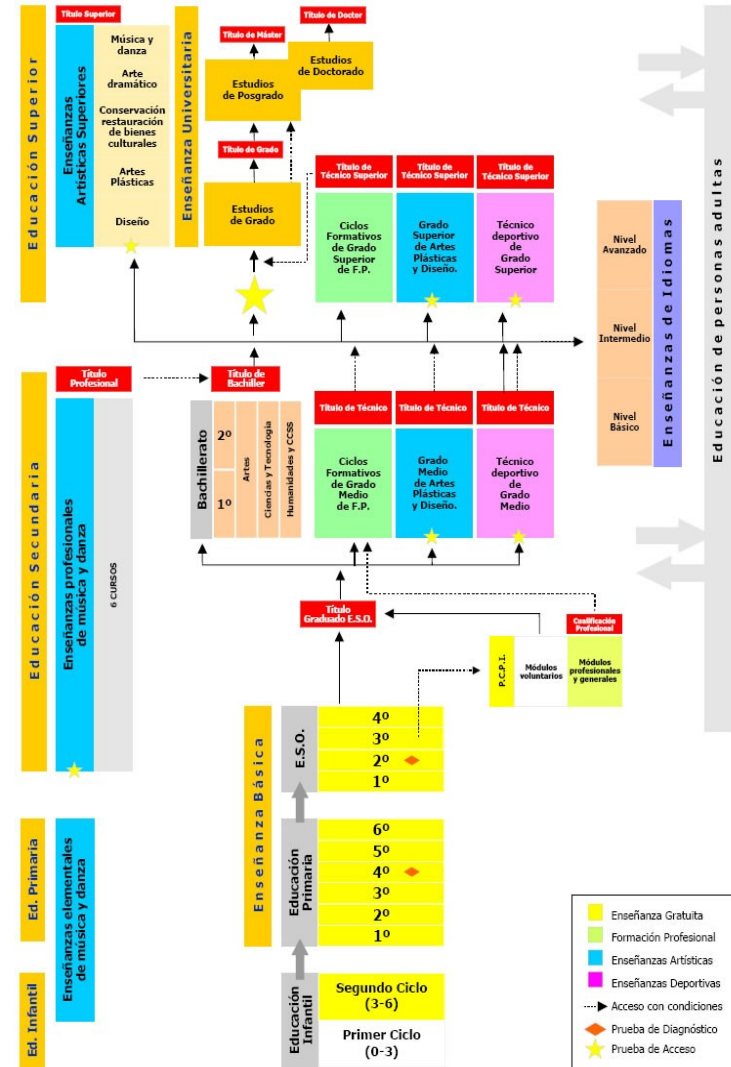 Educación Superior
Título Superior
Enseñanzas
Artísticas Superiores
Música y
danza
Arte
dramático
Conservación
restauración
de bienes
culturales
Artes
Plásticas
Diseño
Enseñanza Universitaria
Título de Doctor
Título de Máster
Estudios
de Doctorado
Estudios
de Posgrado
Título de Grado
Estudios
de Grado
Título de
Técnico Superior
Título de
Técnico Superior
Título de
Técnico Superior
Ciclos
Formativos
de Grado
Superior
de F.P.
Grado
Superior
de Artes
Plásticas
y Diseño.
Técnico
deportivo
de
Grado
Superior
Nivel
Avanzado
Nivel
Intermedio
Nivel
Básico
Enseñanzas de Idiomas
Educación de personas adultas
Educación Secundaria
Título
Profesional
Enseñanzas profesionales
de música y danza
6 CURSOS
Título de
Bachiller
Bachillerato
2º
1º
Artes
Ciencias y Tecnología
Humanidades y CCSS
Título de Técnico
Título de Técnico
Título de Técnico
Ciclos
Formativos
de Grado
Medio
de F.P.
Grado
Medio
de Artes
Plásticas
y Diseño.
Técnico
deportivo
de
Grado
Medio
Título
Graduado E.S.O.
Cualificación
Profesional
P.C.P.I.
Módulos
voluntarios
Módulos
profesionales
y generales
Enseñanza Básica
E.S.O.
4º
3º
2º
1º
Ed. Primaria
Enseñanzas elementales
de música y danza
Educación
Primaria
6º
5º
4º
3º
2º
1º
Ed. Infantil
Educación
Infantil
Segundo Ciclo
(3-6)
Primer Ciclo
(0-3)
Enseñanza Gratuita
Formación Profesional
Enseñanzas Artísticas
Enseñanzas Deportivas
Acceso con condiciones
Prueba de Diagnóstico
Prueba de Acceso